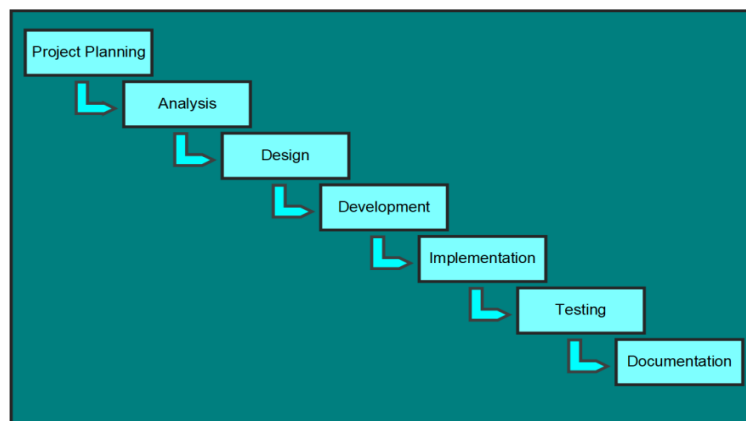 Project Planning
Analysis
Design
Development
Implementation
Testing
Documentation